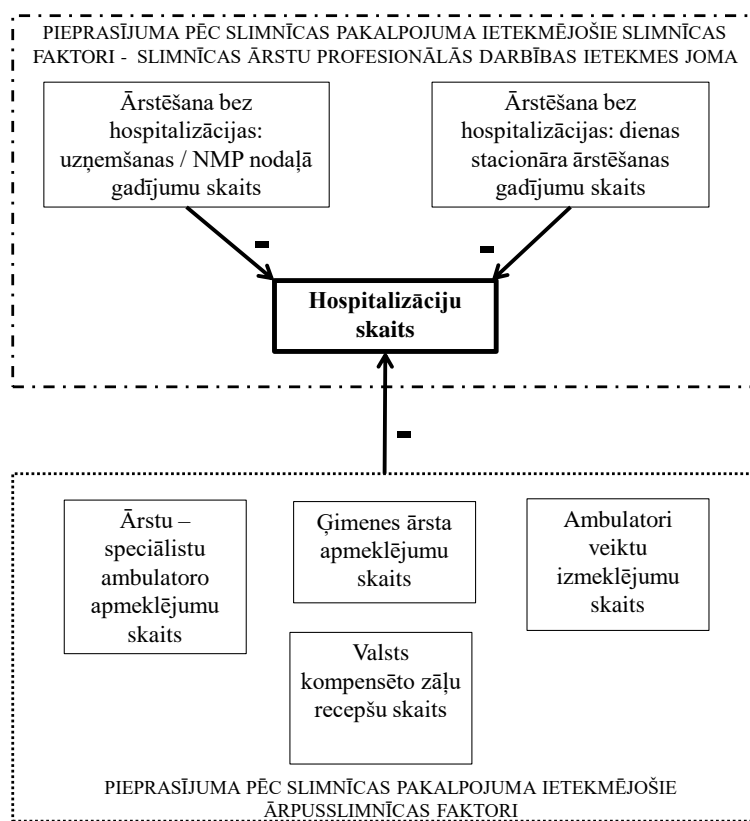 PIEPRASĪJUMA PĒC SLIMNĪCAS PAKALPOJUMA IETEKMĒJOŠIE SLIMNĪCAS
FAKTORI - SLIMNĪCAS ĀRSTU PROFESIONĀLĀS DARBĪBAS IETEKMES JOMA
Ārstēšana bez
hospitalizācijas:
uzņemšanas / NMP nodaļā
gadījumu skaits
Ārstēšana bez
hospitalizācijas: dienas
stacionāra ārstēšanas
gadījumu skaits
-
-
Hospitalizāciju
skaits
-
Ārstu –
speciālistu
ambulatoro
apmeklējumu
skaits
Ģimenes ārsta
apmeklējumu
skaits
Ambulatori
veiktu
izmeklējumu
skaits
Valsts
kompensēto zāļu
recepšu skaits
PIEPRASĪJUMA PĒC SLIMNĪCAS PAKALPOJUMA IETEKMĒJOŠIE
ĀRPUSSLIMNĪCAS FAKTORI